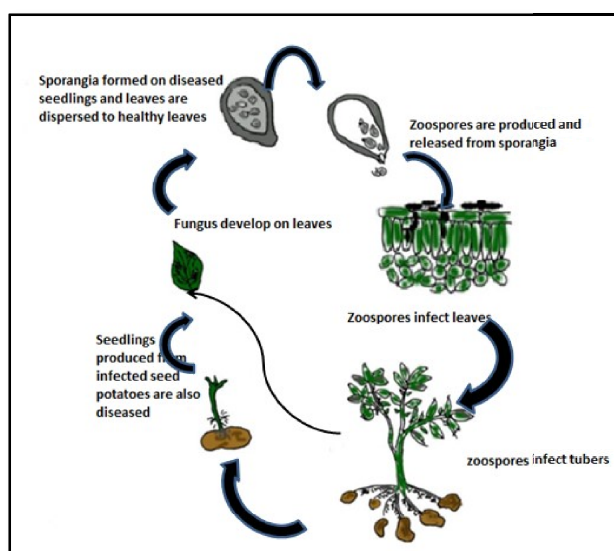 Sporangia formed on diseased
seedlings and leaves are
dispersed to healthy leaves
Zoospores are produced and
released from sporangia
Fungus develop on leaves
Zoospores infect leaves
Seedlings
produced from
infected seed
potatoes are also
diseased
zoospores infect tubers